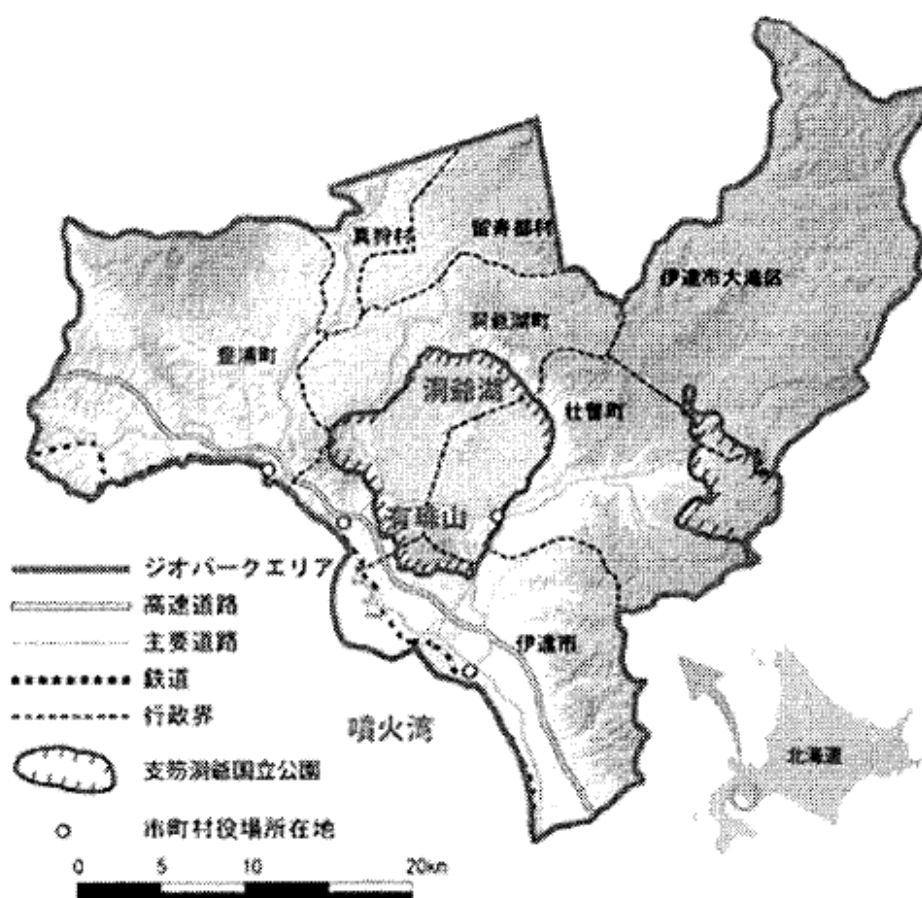 真狩村
留寿都村
伊達市大滝区
洞爺湖町
豊浦町
洞爺湖
壮瞥町
有珠山
伊達市
噴火湾
北海道
ジオパークエリア
高速道路
主要道路
鉄道
行政界
支笏洞爺国立公園
市町村役場所在地
0 5 10 20km